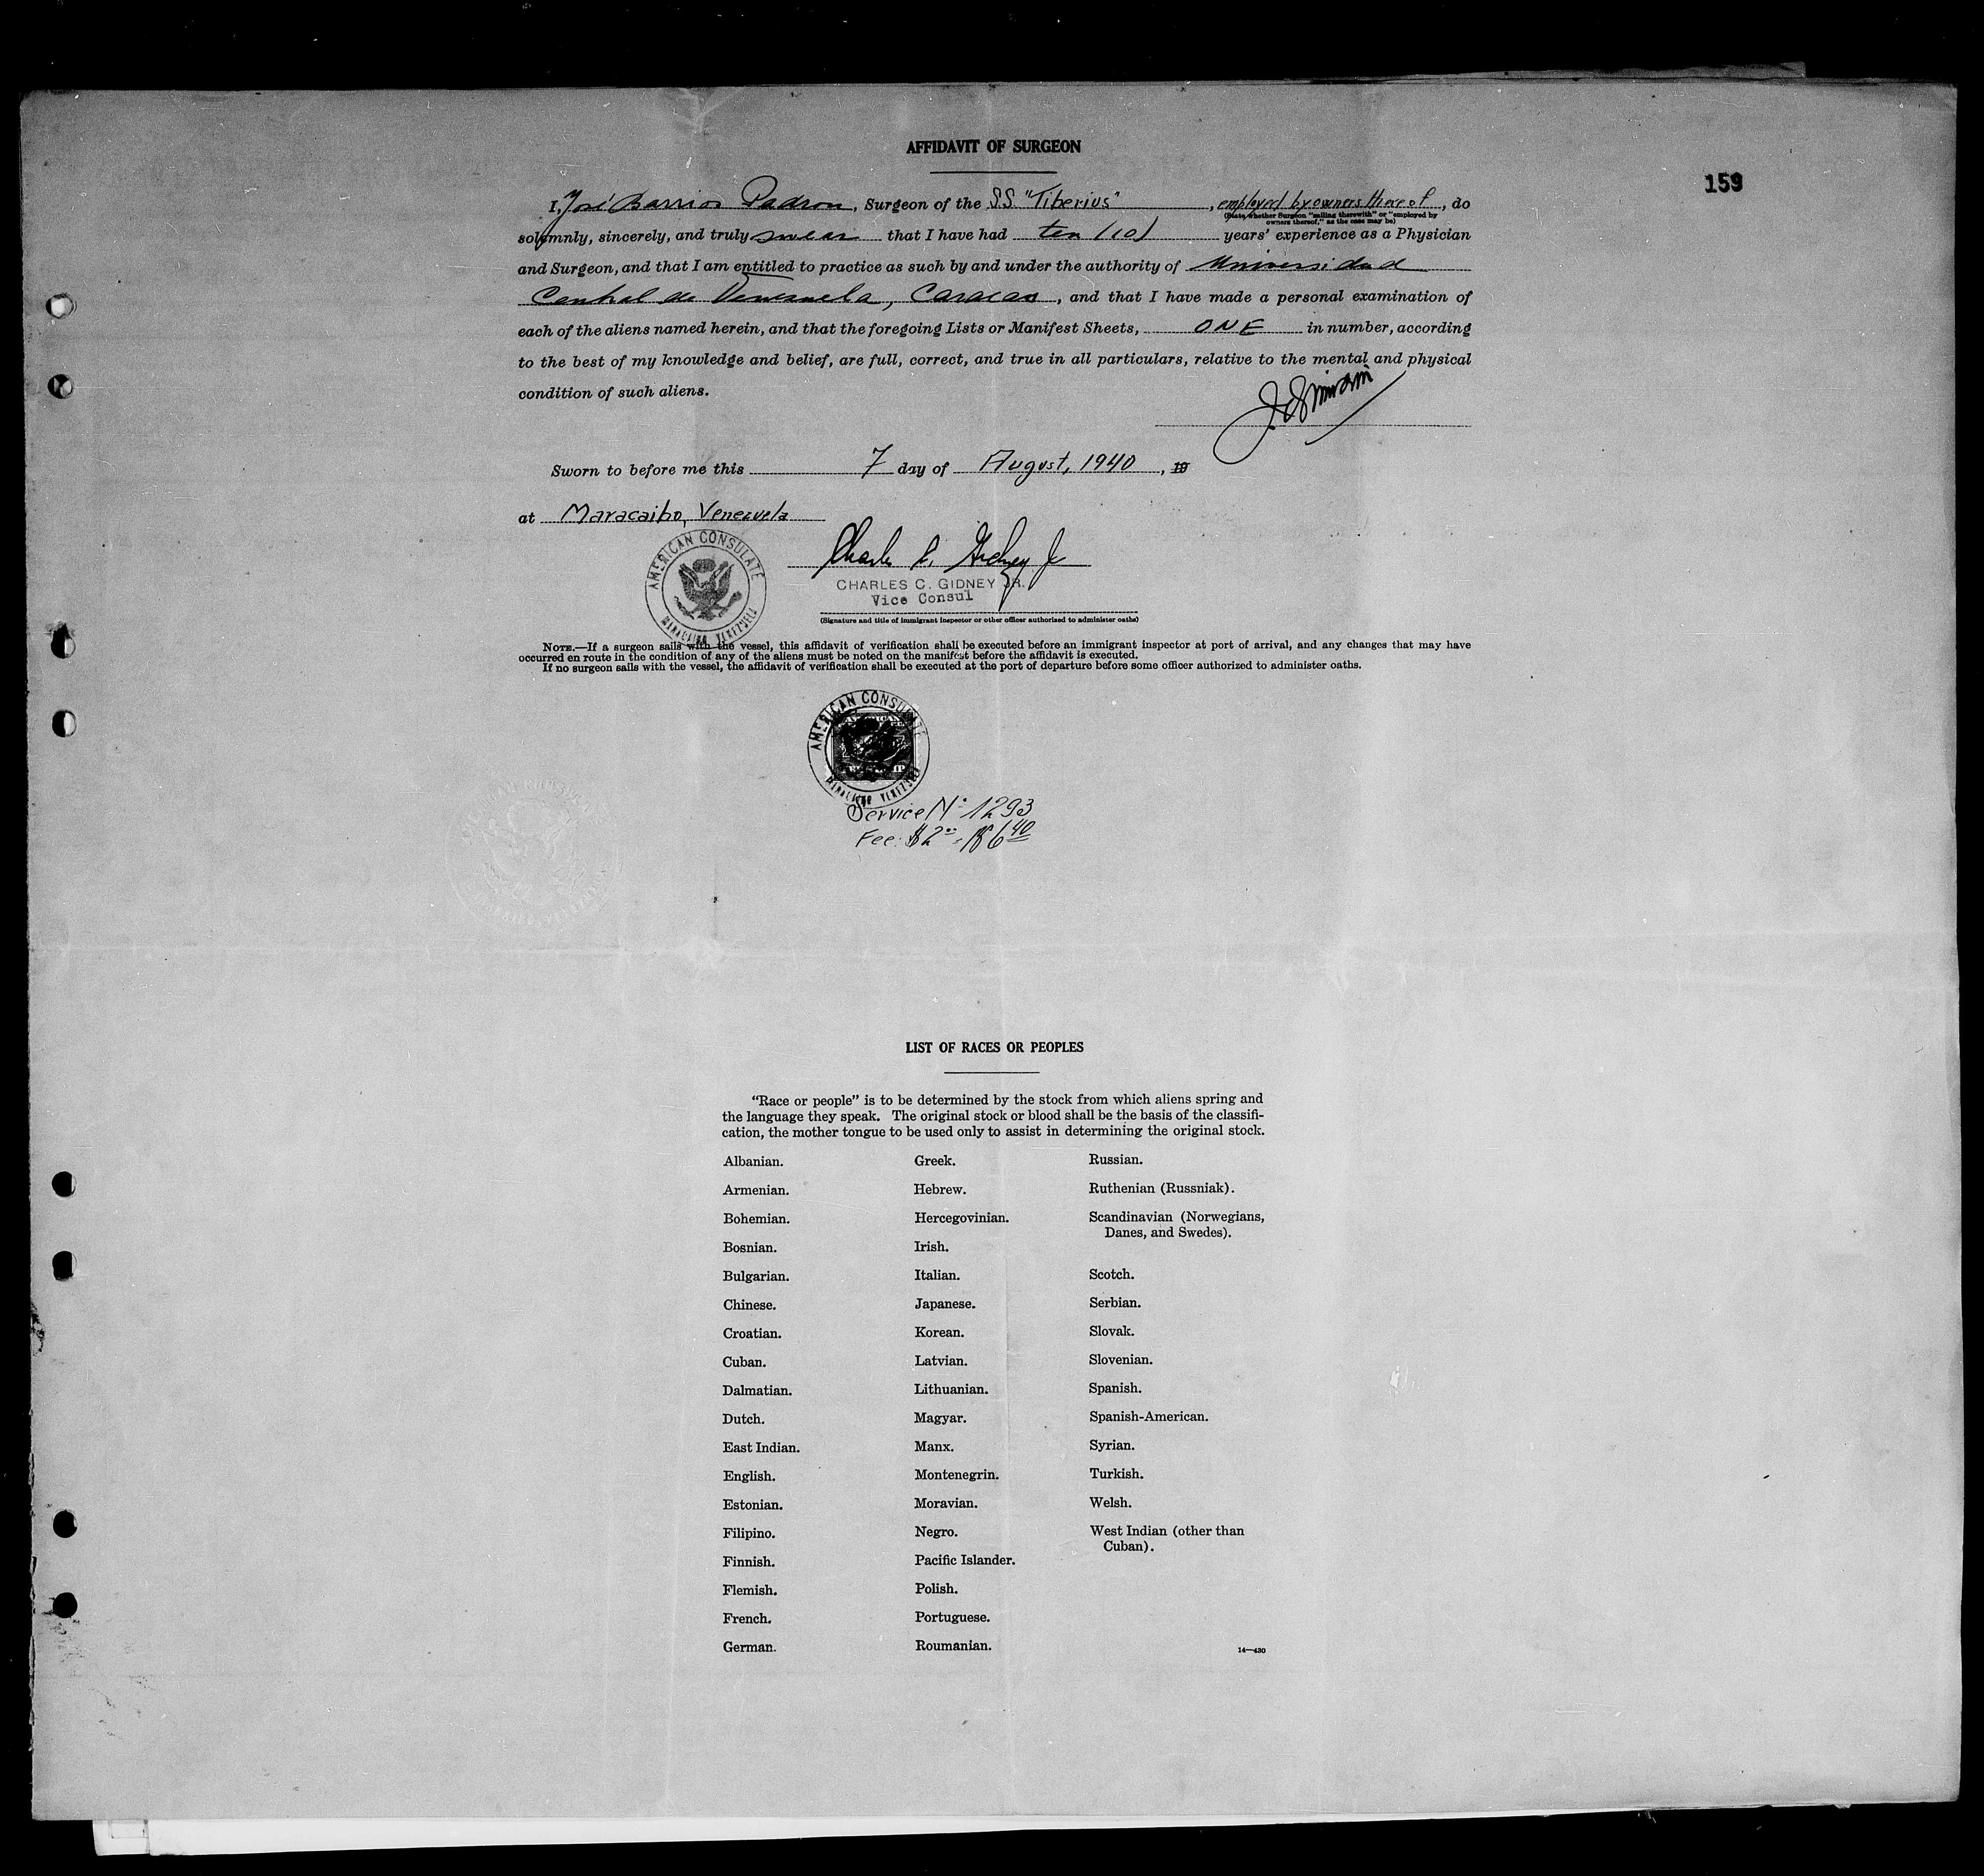 AFFIDAVIT OF SURGEON
159
I, José Barrios Padron, Surgeon of the S.S. "Tiberius", employed by owners thereof, do
(State whether Surgeon "sailing therewith" or "employed by
owners thereof," as the case may be)
solemnly, sincerely, and truly swear that I have had ten (10) years' experience as a Physician
and Surgeon, and that I am entitled to practice as such by and under the authority of Universidad
Central de Venezuela, Caracas, and that I have made a personal examination of
each of the aliens named herein, and that the foregoing Lists or Manifest Sheets, ONE in number, according
to the best of my knowledge and belief, are full, correct, and true in all particulars, relative to the mental and physical
condition of such aliens.
Sworn to before me this 7 day of August, 1940, 19
at Maracaibo, Venezuela
AMERICAN CONSULATE
MARACAIBO, VENEZUELA
Charles C. Gidney Jr
CHARLES C. GIDNEY JR.
Vice Consul
(Signature and title of immigrant inspector or other officer authorized to administer oaths)
NOTE.—If a surgeon sails with the vessel, this affidavit of verification shall be executed before an immigrant inspector at port of arrival, and any changes that may have
occurred en route in the condition of any of the aliens must be noted on the manifest before the affidavit is executed.
If no surgeon sails with the vessel, the affidavit of verification shall be executed at the port of departure before some officer authorized to administer oaths.
AMERICAN CONSULATE
MARACAIBO VENEZUELA
Service No. 1293
Fee: $2.00 = Bs 6.40
LIST OF RACES OR PEOPLES
"Race or people" is to be determined by the stock from which aliens spring and
the language they speak. The original stock or blood shall be the basis of the classifi-
cation, the mother tongue to be used only to assist in determining the original stock.
Albanian.
Armenian.
Bohemian.
Bosnian.
Bulgarian.
Chinese.
Croatian.
Cuban.
Dalmatian.
Dutch.
East Indian.
English.
Estonian.
Filipino.
Finnish.
Flemish.
French.
German.
Greek.
Hebrew.
Hercegovinian.
Irish.
Italian.
Japanese.
Korean.
Latvian.
Lithuanian.
Magyar.
Manx.
Montenegrin.
Moravian.
Negro.
Pacific Islander.
Polish.
Portuguese.
Roumanian.
Russian.
Ruthenian (Russniak).
Scandinavian (Norwegians,
Danes, and Swedes).
Scotch.
Serbian.
Slovak.
Slovenian.
Spanish.
Spanish-American.
Syrian.
Turkish.
Welsh.
West Indian (other than
Cuban).
14—430